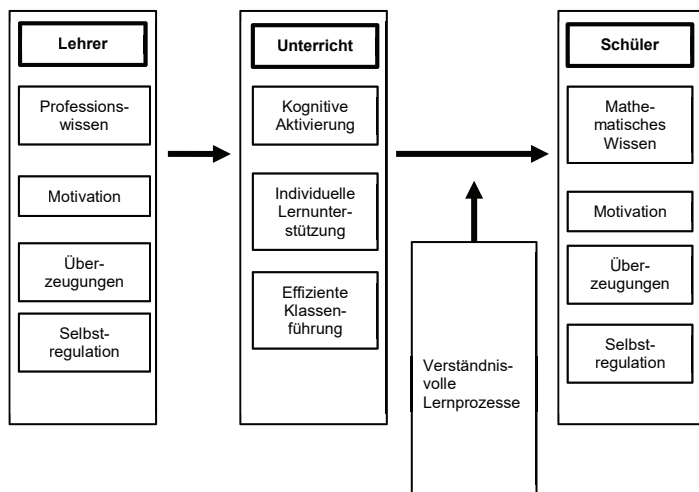 Lehrer
Professions-
wissen
Motivation
Über-
zeugungen
Selbst-
regulation
Unterricht
Kognitive
Aktivierung
Individuelle
Lernunter-
stützung
Effiziente
Klassen-
führung
Verständnis-
volle
Lernprozesse
Schüler
Mathe-
matisches
Wissen
Motivation
Über-
zeugungen
Selbst-
regulation